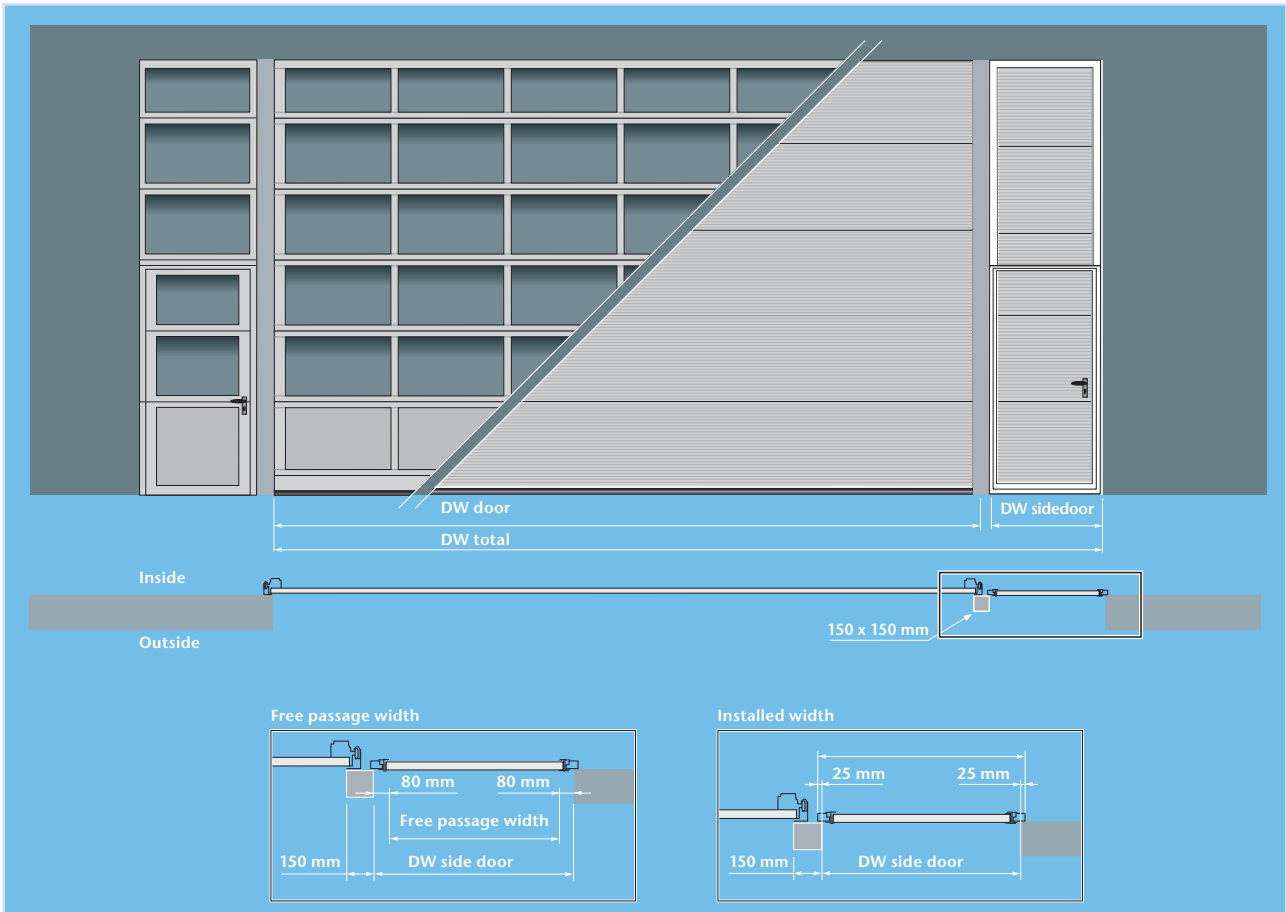 DW door
DW sidedoor
DW total
Inside
Outside
150 x 150 mm
Free passage width
80 mm
80 mm
Free passage width
150 mm
DW side door
Installed width
25 mm
25 mm
150 mm
DW side door